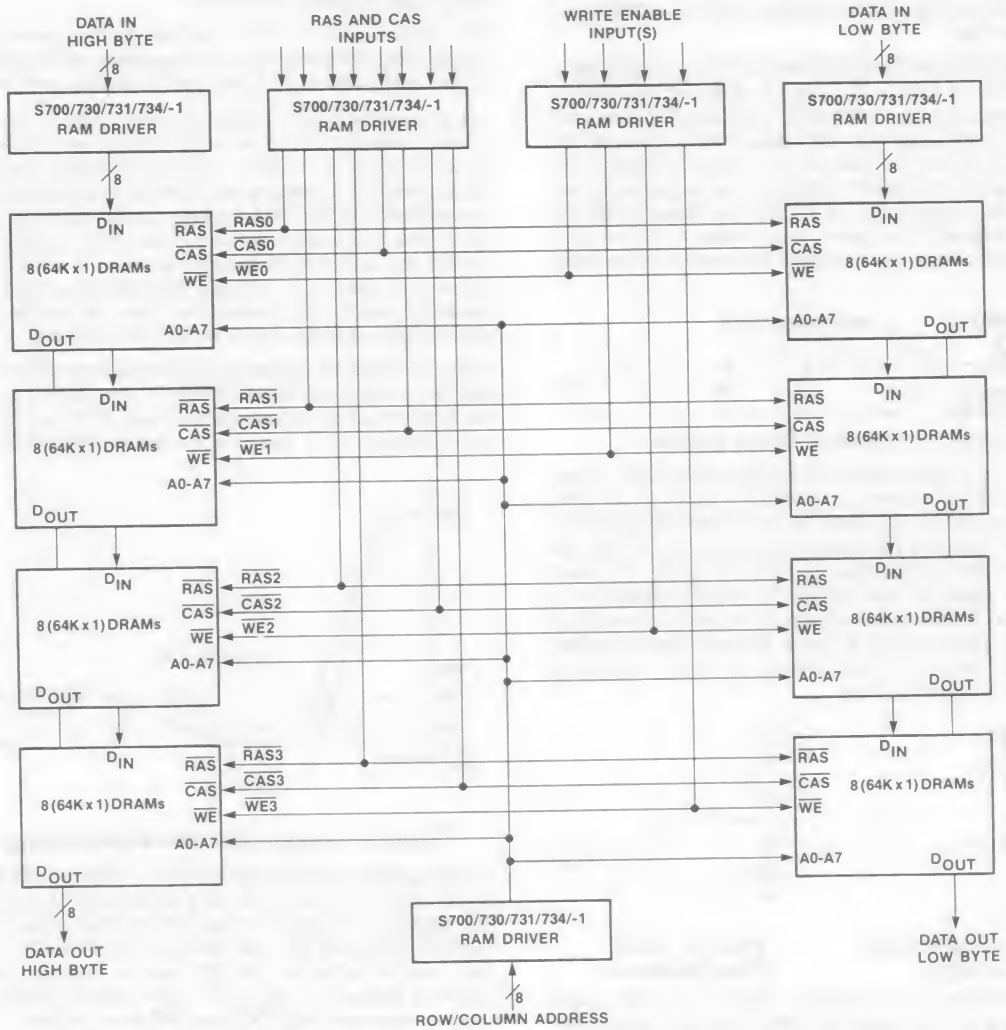 DATA IN
HIGH BYTE
8
RAS AND CAS
INPUTS
WRITE ENABLE
INPUT(S)
DATA IN
LOW BYTE
8
S700/730/731/734/-1
RAM DRIVER
S700/730/731/734/-1
RAM DRIVER
S700/730/731/734/-1
RAM DRIVER
S700/730/731/734/-1
RAM DRIVER
8
8
DIN
8(64K x 1)DRAMs
RAS
CAS
WE
A0-A7
DOUT
RAS0
CAS0
WE0
DIN
RAS
CAS
WE
A0-A7
8(64K x 1)DRAMs
DOUT
DIN
8(64K x 1)DRAMs
RAS
CAS
WE
A0-A7
DOUT
RAS1
CAS1
WE1
DIN
RAS
CAS
WE
A0-A7
8(64K x 1)DRAMs
DOUT
DIN
8(64K x 1)DRAMs
RAS
CAS
WE
A0-A7
DOUT
RAS2
CAS2
WE2
DIN
RAS
CAS
WE
A0-A7
8(64K x 1)DRAMs
DOUT
DIN
8(64K x 1)DRAMs
RAS
CAS
WE
A0-A7
DOUT
RAS3
CAS3
WE3
DIN
RAS
CAS
WE
A0-A7
8(64K x 1)DRAMs
DOUT
8
DATA OUT
HIGH BYTE
S700/730/731/734/-1
RAM DRIVER
8
ROW/COLUMN ADDRESS
DATA OUT
LOW BYTE